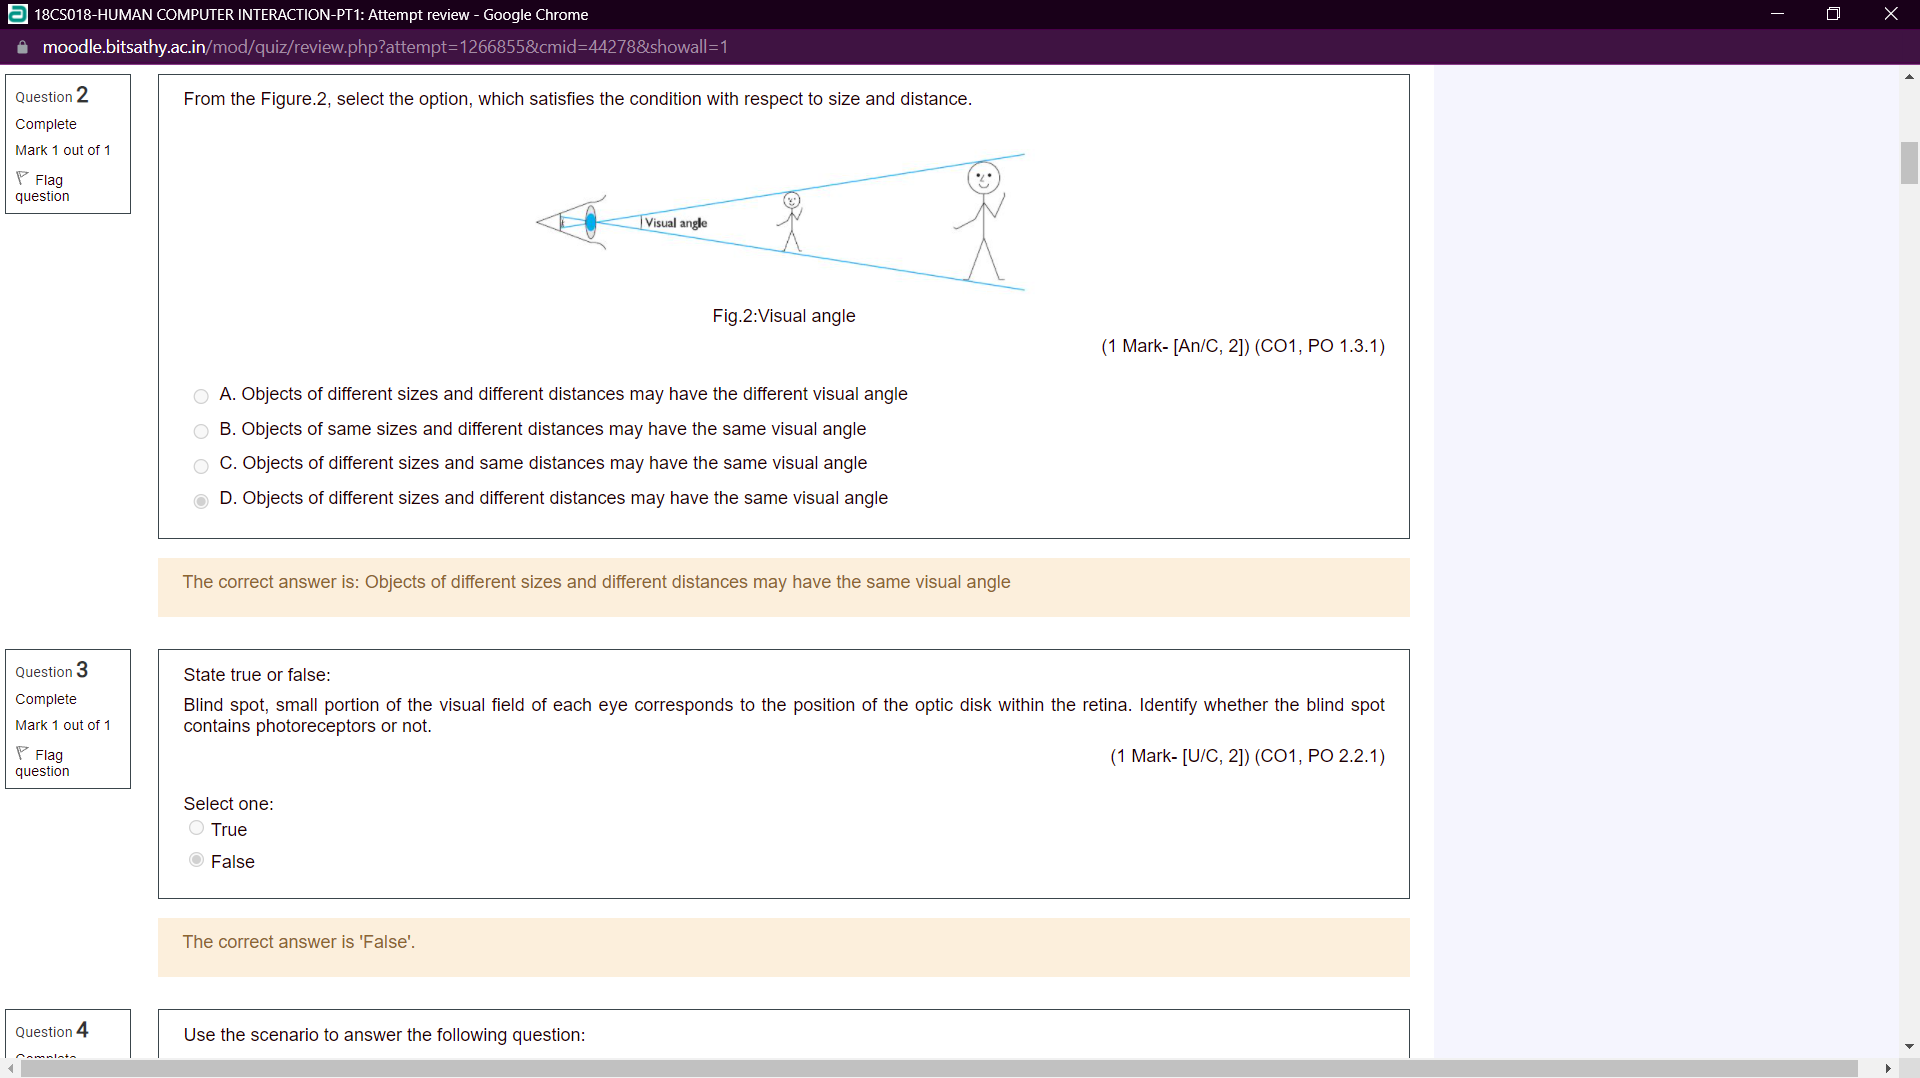 18CS018-HUMAN COMPUTER INTERACTION-PT1: Attempt review - Google Chrome
moodle.bitsathy.ac.in/mod/quiz/review.php?attempt=1266855&cmid=44278&showall=1
Question 2
Complete
Mark 1 out of 1
Flag
question
From the Figure.2, select the option, which satisfies the condition with respect to size and distance.
Visual angle
Fig.2:Visual angle
(1 Mark- [An/C, 2]) (CO1, PO 1.3.1)
A. Objects of different sizes and different distances may have the different visual angle
B. Objects of same sizes and different distances may have the same visual angle
C. Objects of different sizes and same distances may have the same visual angle
D. Objects of different sizes and different distances may have the same visual angle
The correct answer is: Objects of different sizes and different distances may have the same visual angle
Question 3
Complete
Mark 1 out of 1
Flag
question
State true or false:
Blind spot, small portion of the visual field of each eye corresponds to the position of the optic disk within the retina. Identify whether the blind spot
contains photoreceptors or not.
(1 Mark- [U/C, 2]) (CO1, PO 2.2.1)
Select one:
True
False
The correct answer is 'False'.
Question 4
Complete
Use the scenario to answer the following question: